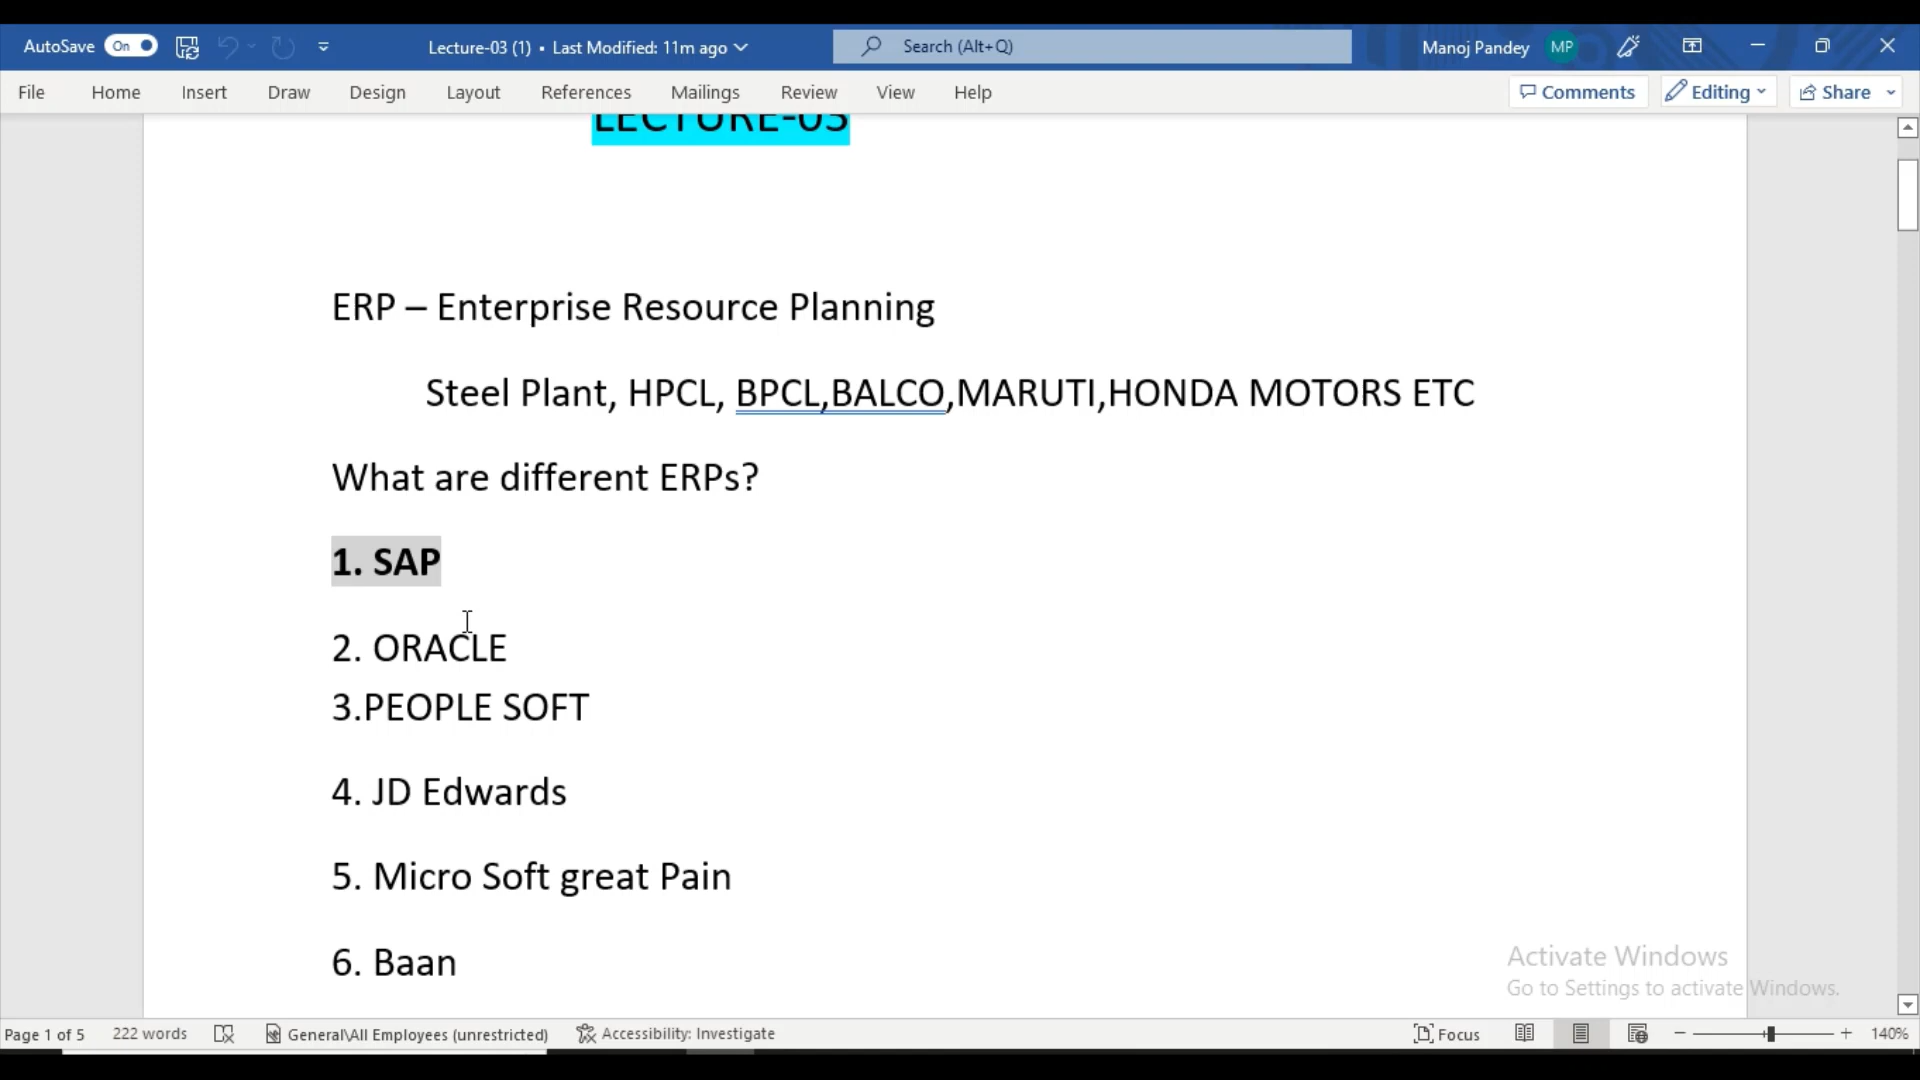 AutoSave On Lecture-03 (1) • Last Modified: 11m ago Search (Alt+Q) Manoj Pandey MP
File Home Insert Draw Design Layout References Mailings Review View Help Comments Editing Share
LECTURE-03
ERP – Enterprise Resource Planning
Steel Plant, HPCL, BPCL,BALCO,MARUTI,HONDA MOTORS ETC
What are different ERPs?
1. SAP
2. ORACLE
3.PEOPLE SOFT
4. JD Edwards
5. Micro Soft great Pain
6. Baan
Activate Windows
Go to Settings to activate Windows.
Page 1 of 5 222 words General\All Employees (unrestricted) Accessibility: Investigate Focus 140%